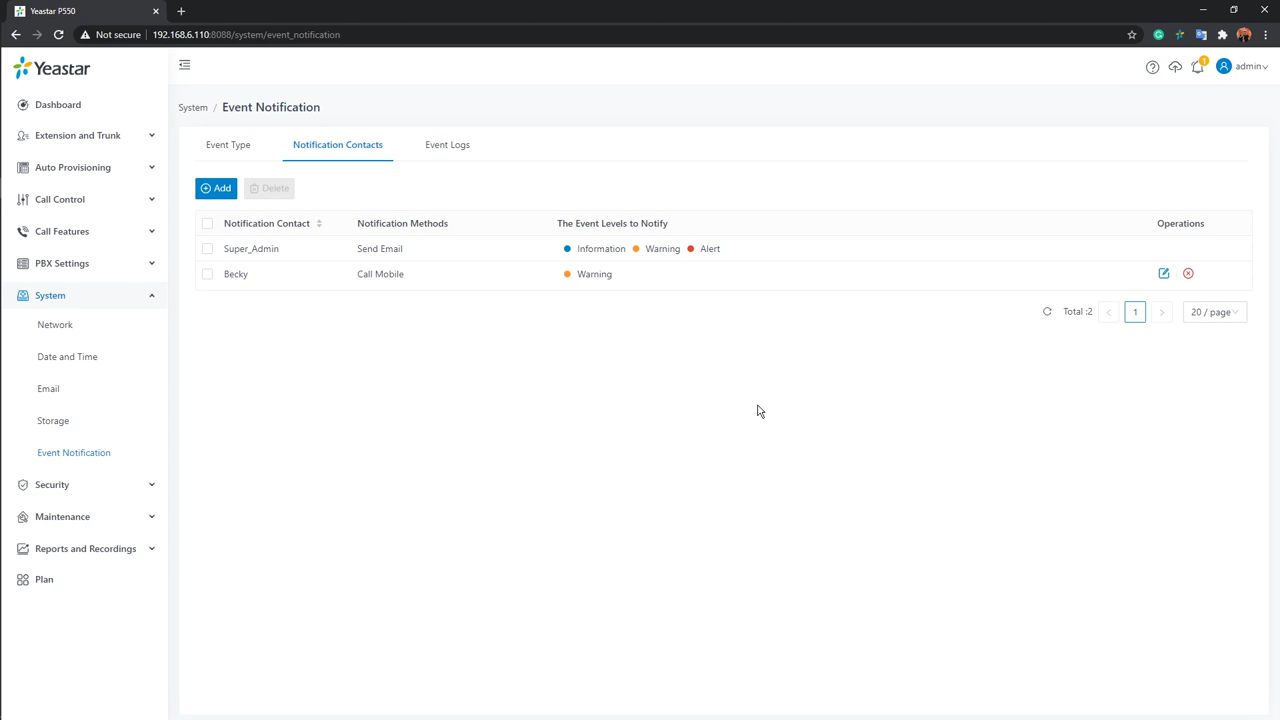 Yeastar P550
Not secure 192.168.6.110:8088/system/event_notification
Yeastar
1
admin
Dashboard
Extension and Trunk
Auto Provisioning
Call Control
Call Features
PBX Settings
System
Network
Date and Time
Email
Storage
Event Notification
Security
Maintenance
Reports and Recordings
Plan
System / Event Notification
Event Type Notification Contacts Event Logs
Add Delete
Notification Contact Notification Methods The Event Levels to Notify Operations
Super_Admin Send Email Information Warning Alert
Becky Call Mobile Warning
Total :2 < 1 > 20 / page